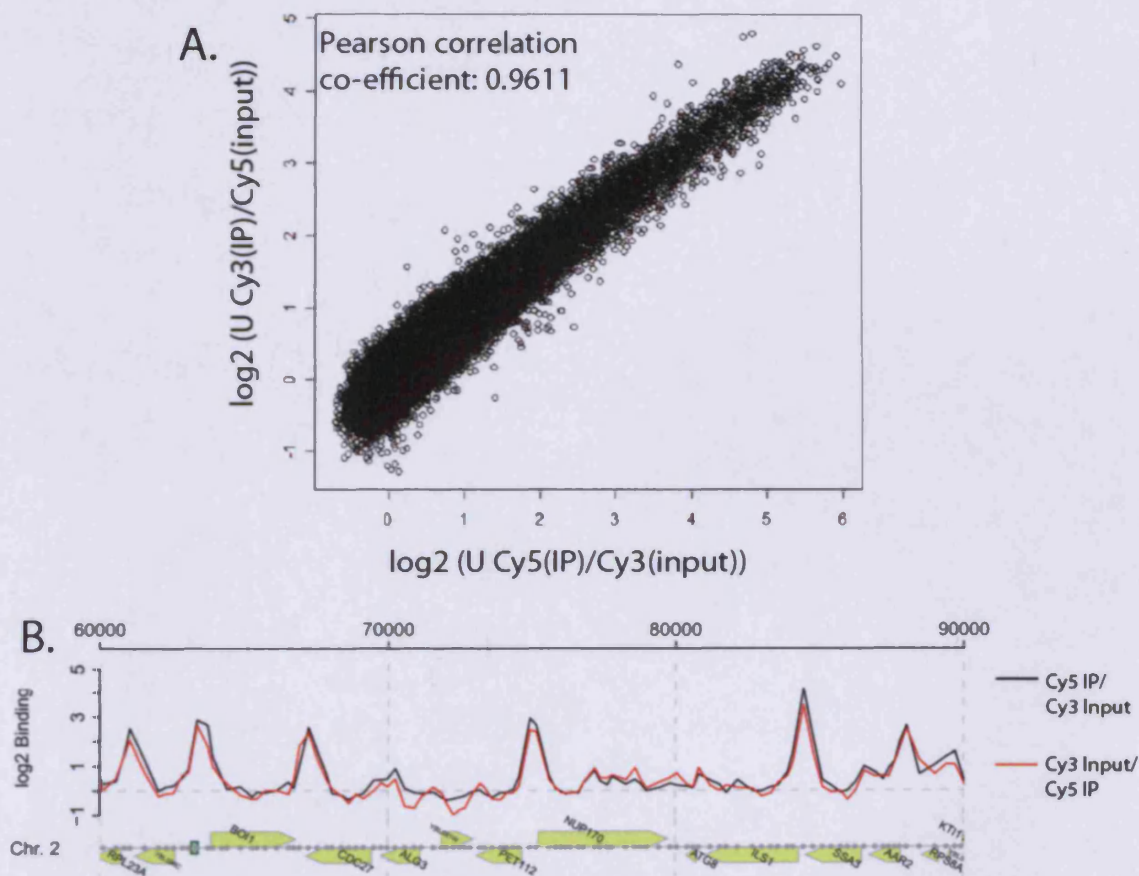 A.
Pearson correlation
co-efficient: 0.9611
log2 (U Cy3(IP)/Cy5(input))
5
4
3
2
1
0
-1
0 1 2 3 4 5 6
log2 (U Cy5(IP)/Cy3(input))
B.
60000 70000 80000 90000
log2 Binding
5
3
1
-1
Cy5 IP/
Cy3 Input
Cy3 Input/
Cy5 IP
Chr. 2
BOI1 NUP170 KTI1
RPL23A CDC27 ALG3 PET112 ATG8 ILS1 SSA3 AAR2